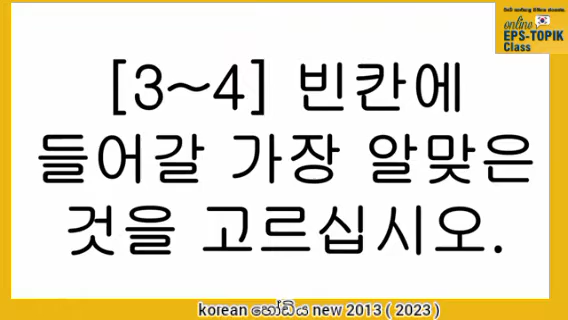 online
EPS-TOPIK
Class
[3~4] 빈칸에
들어갈 가장 알맞은
것을 고르십시오.
korean හෝඩිය new 2013 ( 2023 )